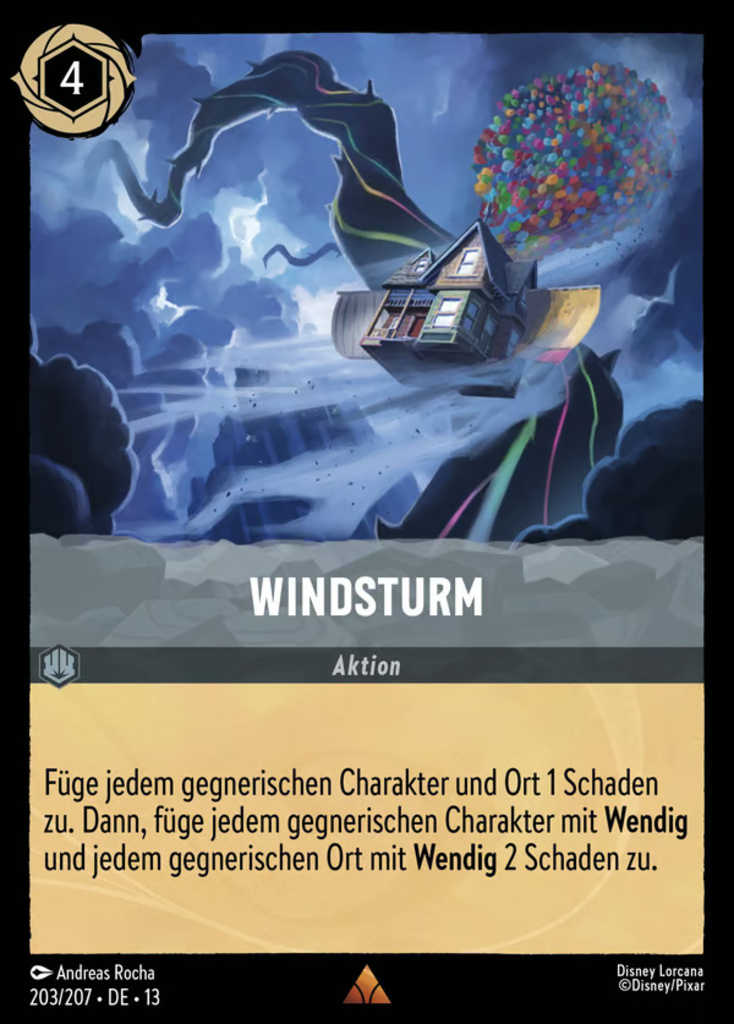 4
WINDSTURM
Aktion
Füge jedem gegnerischen Charakter und Ort 1 Schaden
zu. Dann, füge jedem gegnerischen Charakter mit Wendig
und jedem gegnerischen Ort mit Wendig 2 Schaden zu.
Andreas Rocha
203/207 • DE • 13
Disney Lorcana
©Disney/Pixar